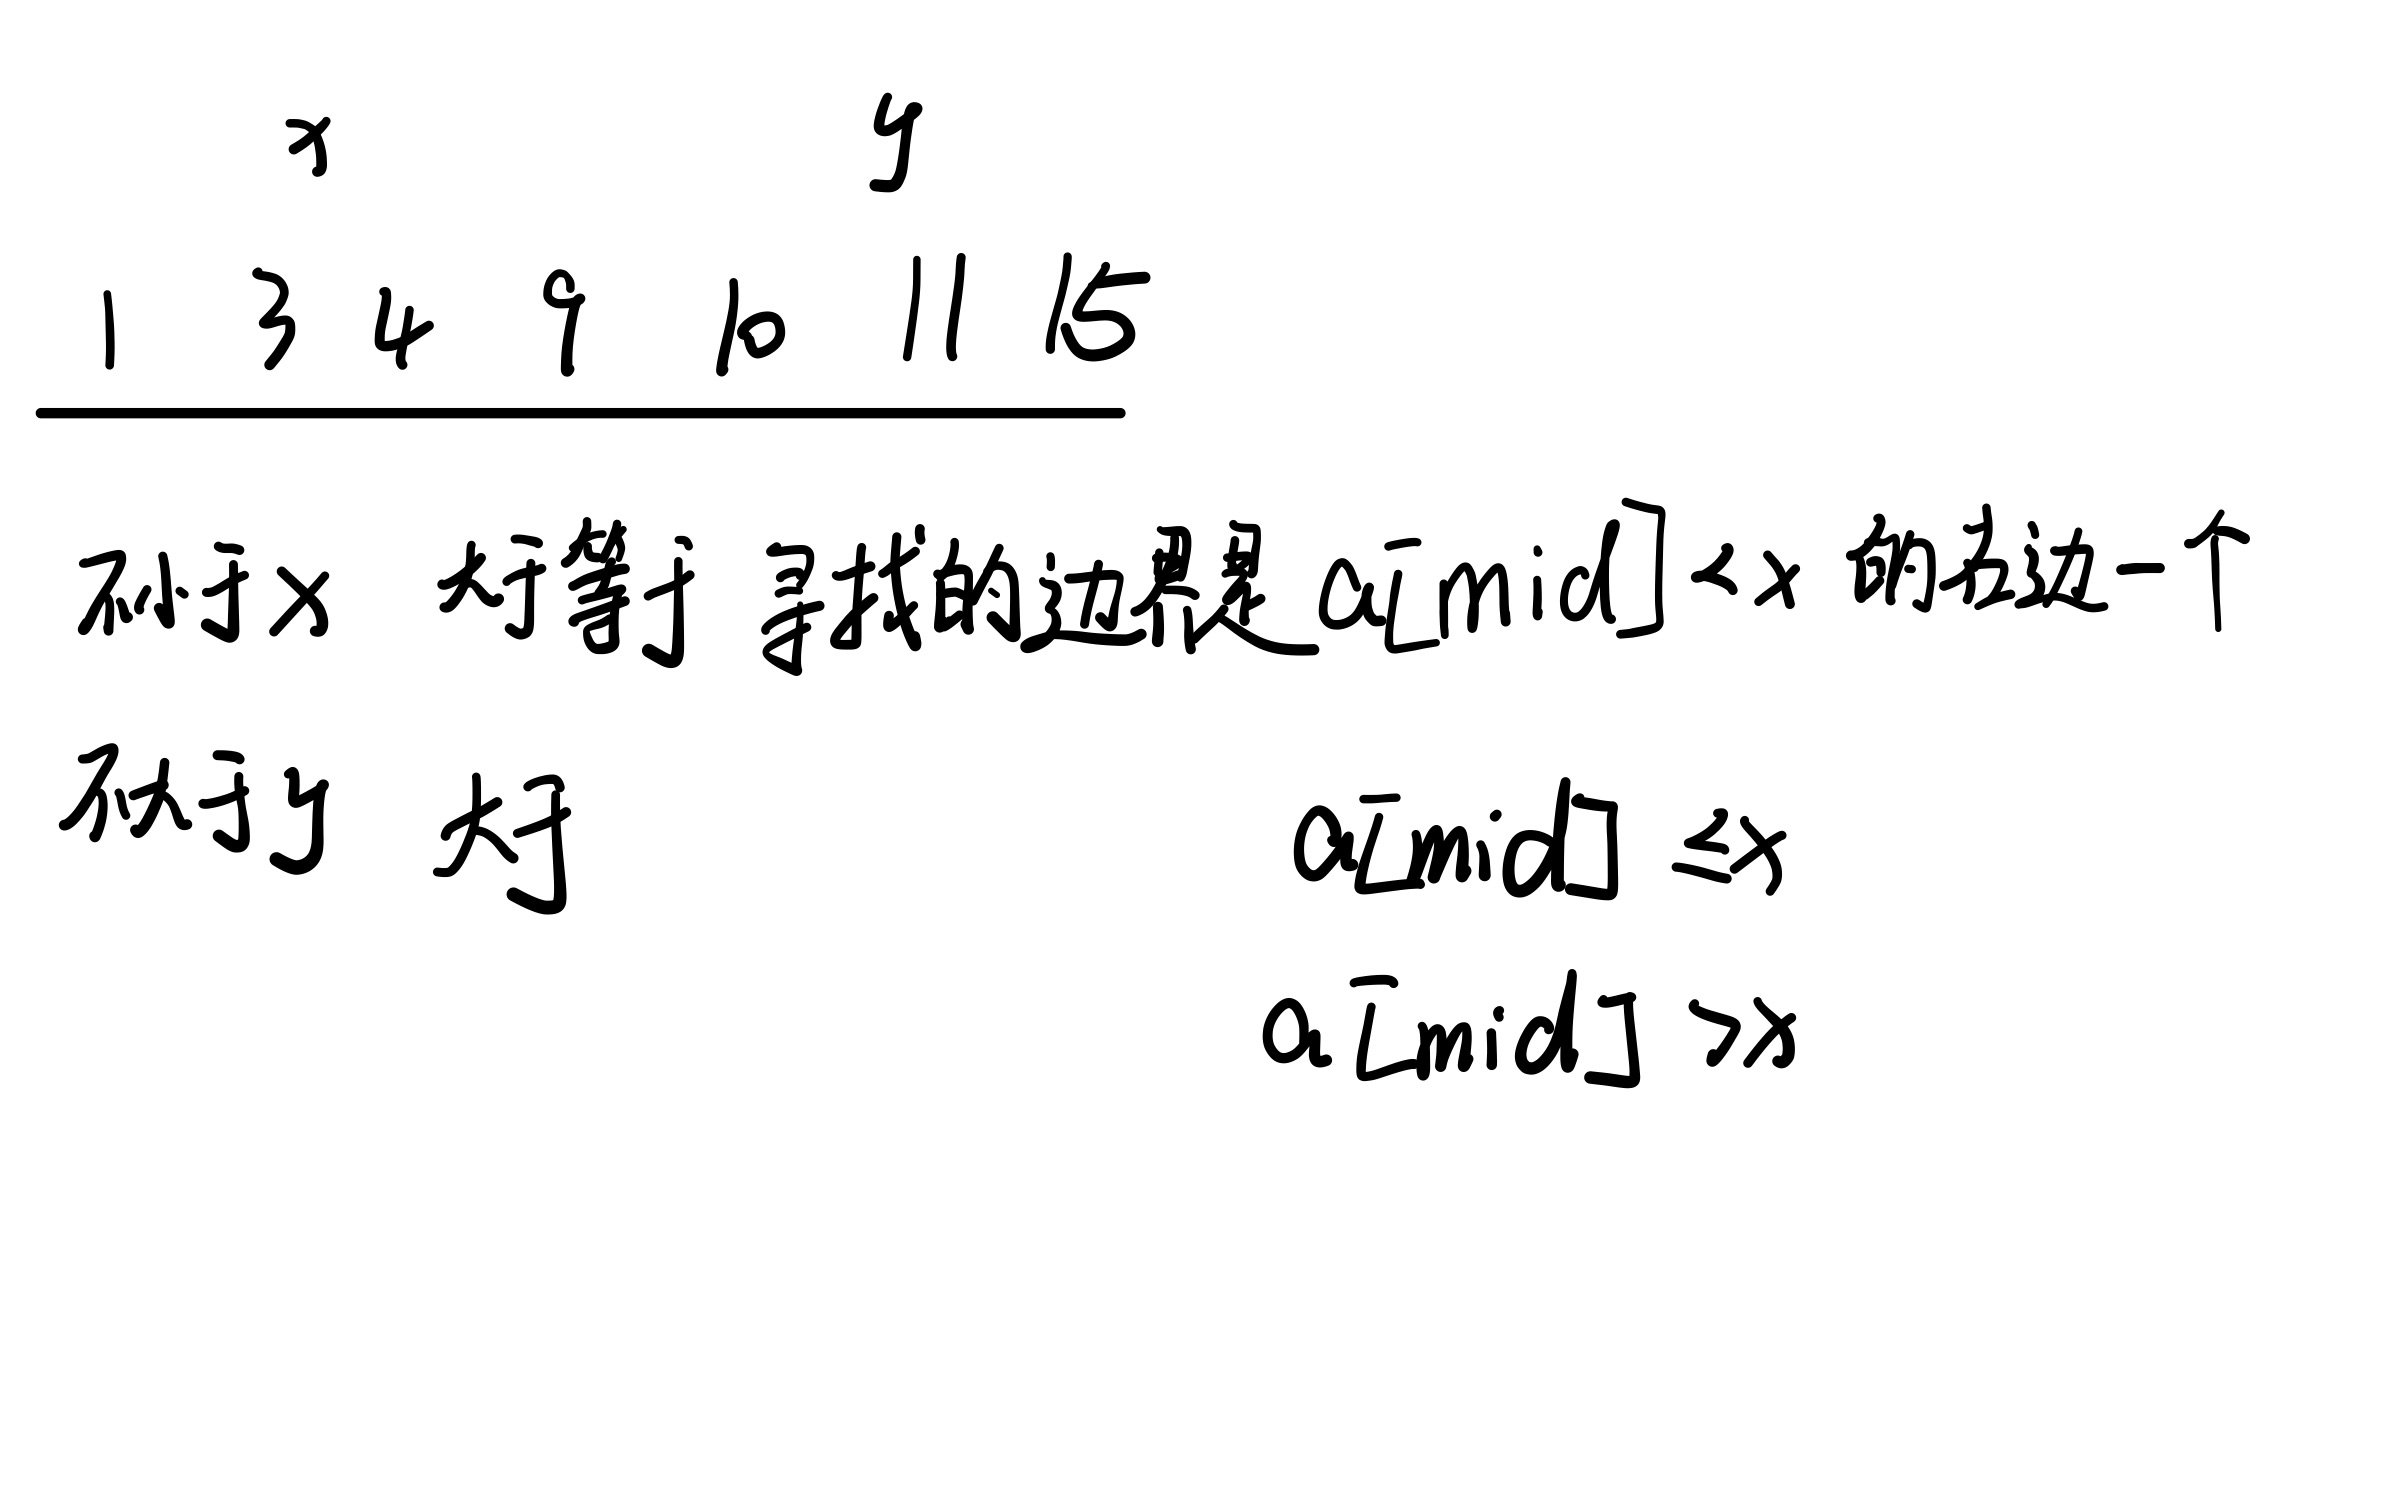 x y
1 3 4 9 10 11 15
对于x 大于等于 寻找的边界是 a[mid] < x 的最边一个
对于y 大于 a[mid] ≤x
a[mid] >x